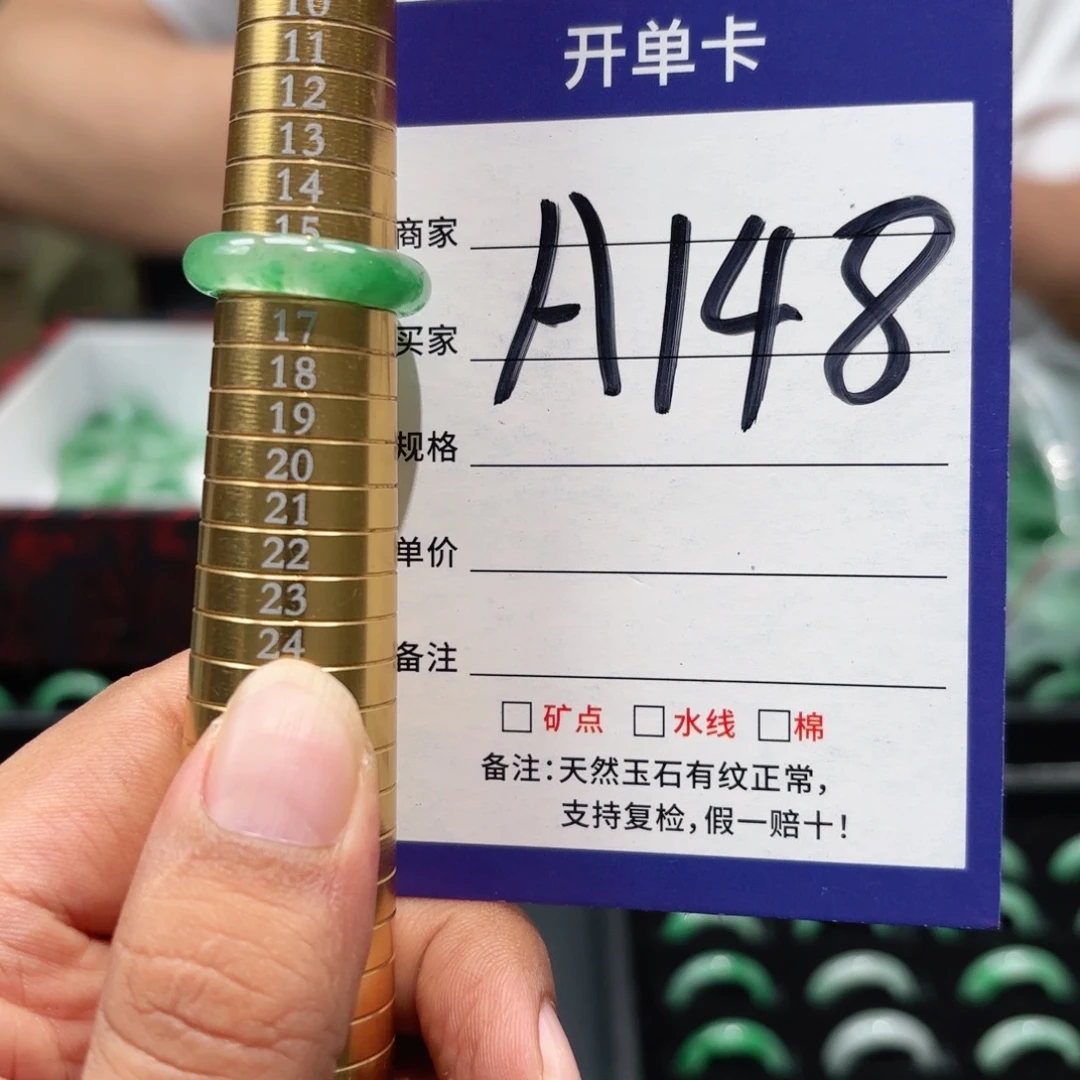 10
11
12
13
14
15
17
18
19
20
21
22
23
24
开单卡
A148
商家
买家
规格
单价
备注
矿点 水线 棉
备注:天然玉石有纹正常,
支持复检,假一赔十!